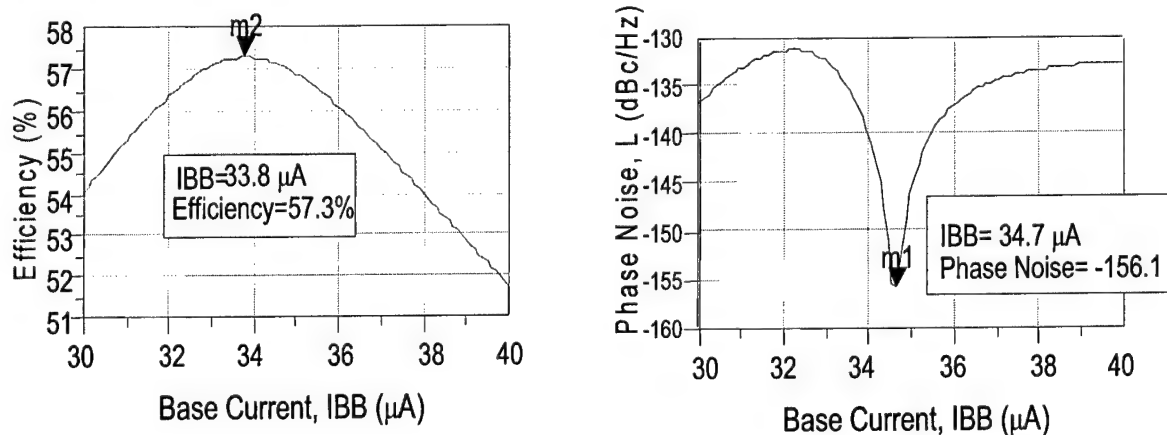 Efficiency (%)
58
57
56
55
54
53
52
51
m2
IBB=33.8 μA
Efficiency=57.3%
30
32
34
36
38
40
Base Current, IBB (μA)
Phase Noise, L (dBc/Hz)
-130
-135
-140
-145
-150
-155
-160
m1
IBB= 34.7 μA
Phase Noise= -156.1
30
32
34
36
38
40
Base Current, IBB (μA)